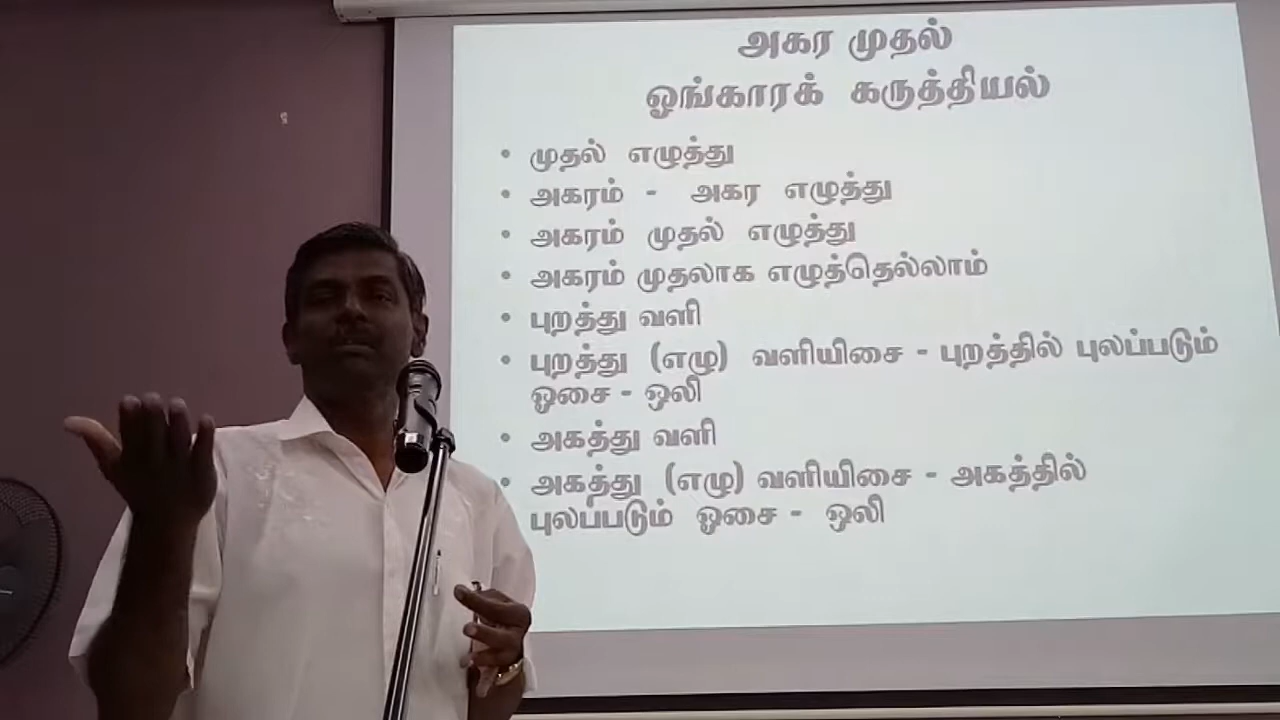 அகர முதல்
ஓங்காரக் கருத்தியல்
• முதல் எழுத்து
• அகரம் - அகர எழுத்து
• அகரம் முதல் எழுத்து
• அகரம் முதலாக எழுத்தெல்லாம்
• புறத்து வளி
• புறத்து (எழு) வளியிசை - புறத்தில் புலப்படும்
ஓசை - ஒலி
• அகத்து வளி
• அகத்து (எழு) வளியிசை - அகத்தில்
புலப்படும் ஓசை - ஒலி